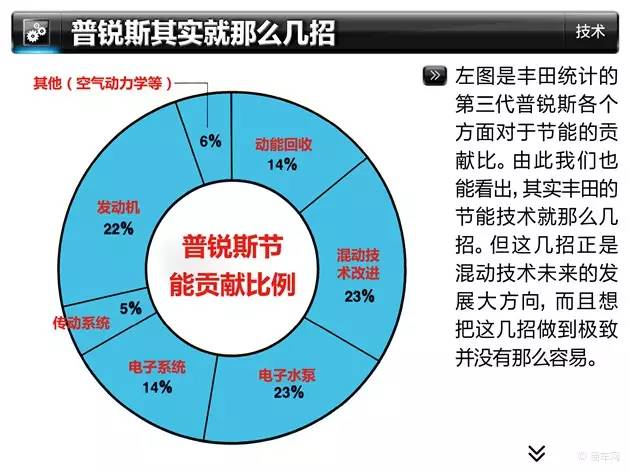 普锐斯其实就那么几招
技术
其他（空气动力学等）
6%
动能回收
14%
发动机
22%
混动技
术改进
23%
普锐斯节
能贡献比例
传动系统
5%
电子系统
14%
电子水泵
23%
左图是丰田统计的
第三代普锐斯各个
方面对于节能的贡
献比。由此我们也
能看出,其实丰田的
节能技术就那么几
招。但这几招正是
混动技术未来的发
展大方向,而且想
把这几招做到极致
并没有那么容易。